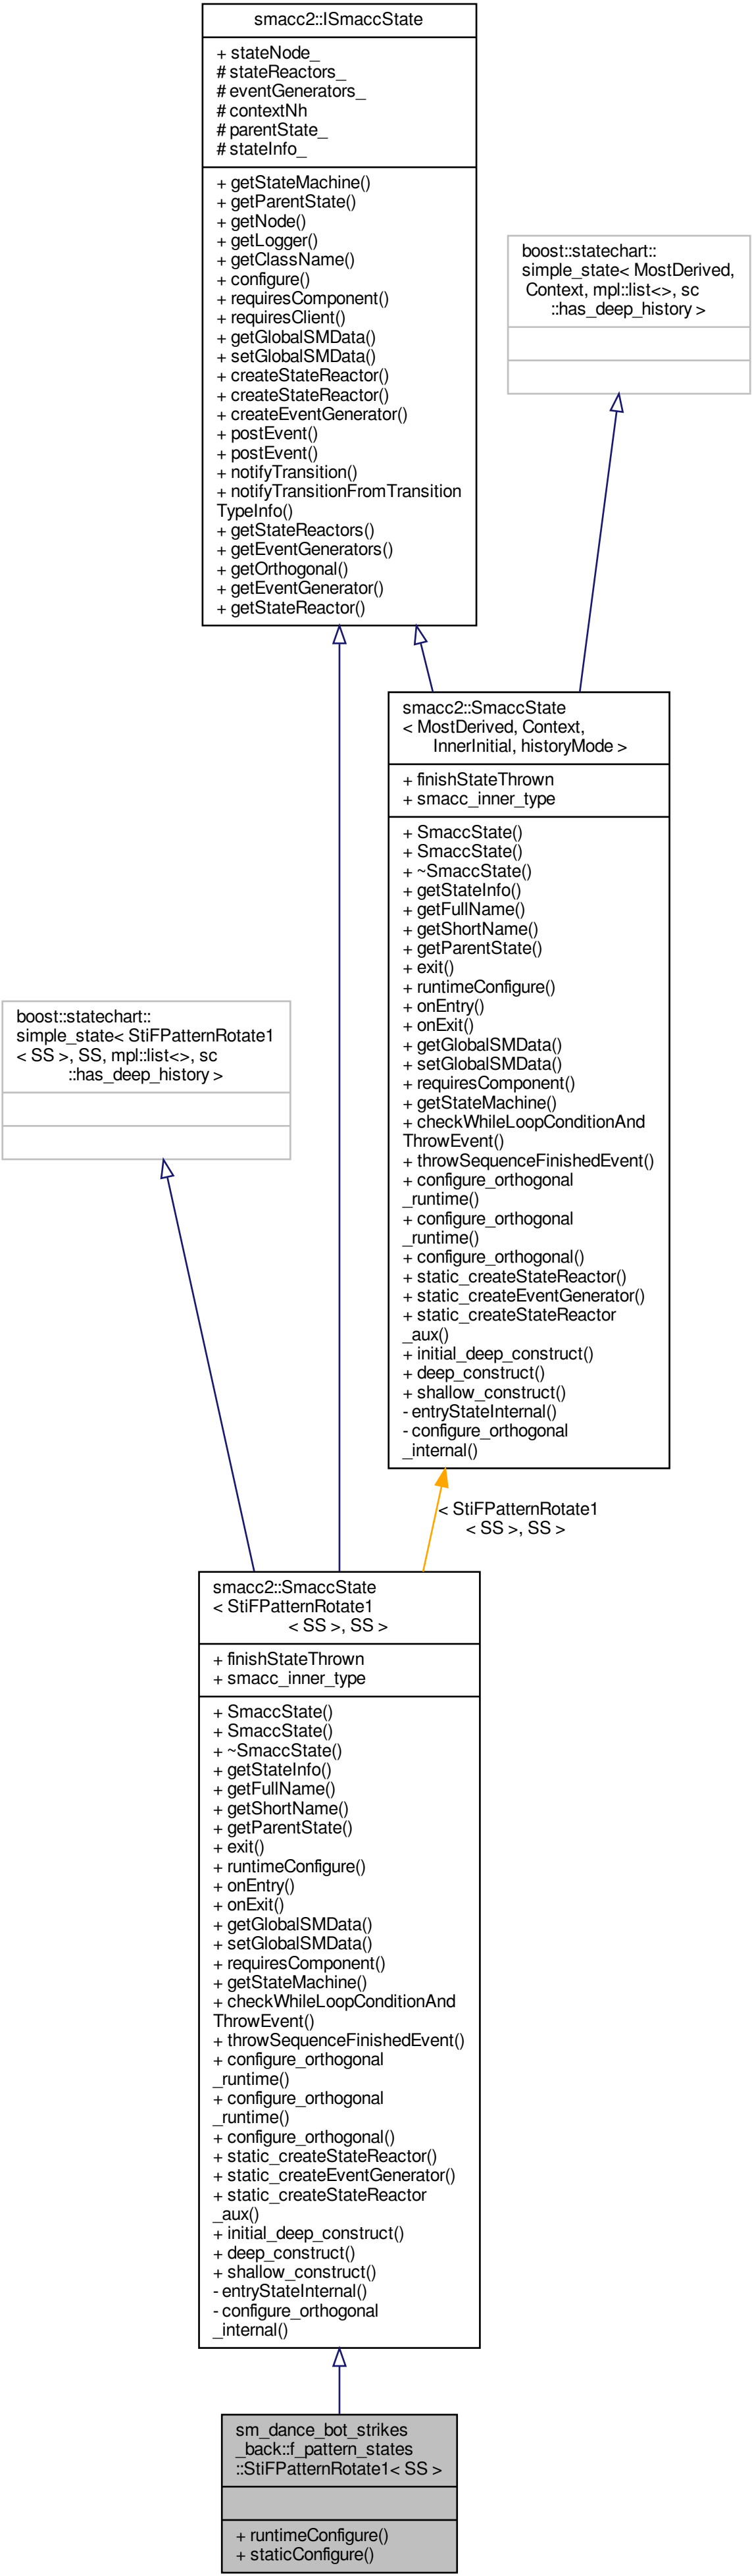 smacc2::ISmaccState
+ stateNode_
# stateReactors_
# eventGenerators_
# contextNh
# parentState_
# stateInfo_
+ getStateMachine()
+ getParentState()
+ getNode()
+ getLogger()
+ getClassName()
+ configure()
+ requiresComponent()
+ requiresClient()
+ getGlobalSMData()
+ setGlobalSMData()
+ createStateReactor()
+ createStateReactor()
+ createEventGenerator()
+ postEvent()
+ postEvent()
+ notifyTransition()
+ notifyTransitionFromTransition
TypeInfo()
+ getStateReactors()
+ getEventGenerators()
+ getOrthogonal()
+ getEventGenerator()
+ getStateReactor()
boost::statechart::
simple_state< MostDerived,
Context, mpl::list<>, sc
::has_deep_history >
smacc2::SmaccState
< MostDerived, Context,
InnerInitial, historyMode >
+ finishStateThrown
+ smacc_inner_type
+ SmaccState()
+ SmaccState()
+ ~SmaccState()
+ getStateInfo()
+ getFullName()
+ getShortName()
+ getParentState()
+ exit()
+ runtimeConfigure()
+ onEntry()
+ onExit()
+ getGlobalSMData()
+ setGlobalSMData()
+ requiresComponent()
+ getStateMachine()
+ checkWhileLoopConditionAnd
ThrowEvent()
+ throwSequenceFinishedEvent()
+ configure_orthogonal
_runtime()
+ configure_orthogonal
_runtime()
+ configure_orthogonal()
+ static_createStateReactor()
+ static_createEventGenerator()
+ static_createStateReactor
_aux()
+ initial_deep_construct()
+ deep_construct()
+ shallow_construct()
- entryStateInternal()
- configure_orthogonal
_internal()
boost::statechart::
simple_state< StiFPatternRotate1
< SS >, SS, mpl::list<>, sc
::has_deep_history >
< StiFPatternRotate1
< SS >, SS >
smacc2::SmaccState
< StiFPatternRotate1
< SS >, SS >
+ finishStateThrown
+ smacc_inner_type
+ SmaccState()
+ SmaccState()
+ ~SmaccState()
+ getStateInfo()
+ getFullName()
+ getShortName()
+ getParentState()
+ exit()
+ runtimeConfigure()
+ onEntry()
+ onExit()
+ getGlobalSMData()
+ setGlobalSMData()
+ requiresComponent()
+ getStateMachine()
+ checkWhileLoopConditionAnd
ThrowEvent()
+ throwSequenceFinishedEvent()
+ configure_orthogonal
_runtime()
+ configure_orthogonal
_runtime()
+ configure_orthogonal()
+ static_createStateReactor()
+ static_createEventGenerator()
+ static_createStateReactor
_aux()
+ initial_deep_construct()
+ deep_construct()
+ shallow_construct()
- entryStateInternal()
- configure_orthogonal
_internal()
sm_dance_bot_strikes
_back::f_pattern_states
::StiFPatternRotate1< SS >
+ runtimeConfigure()
+ staticConfigure()